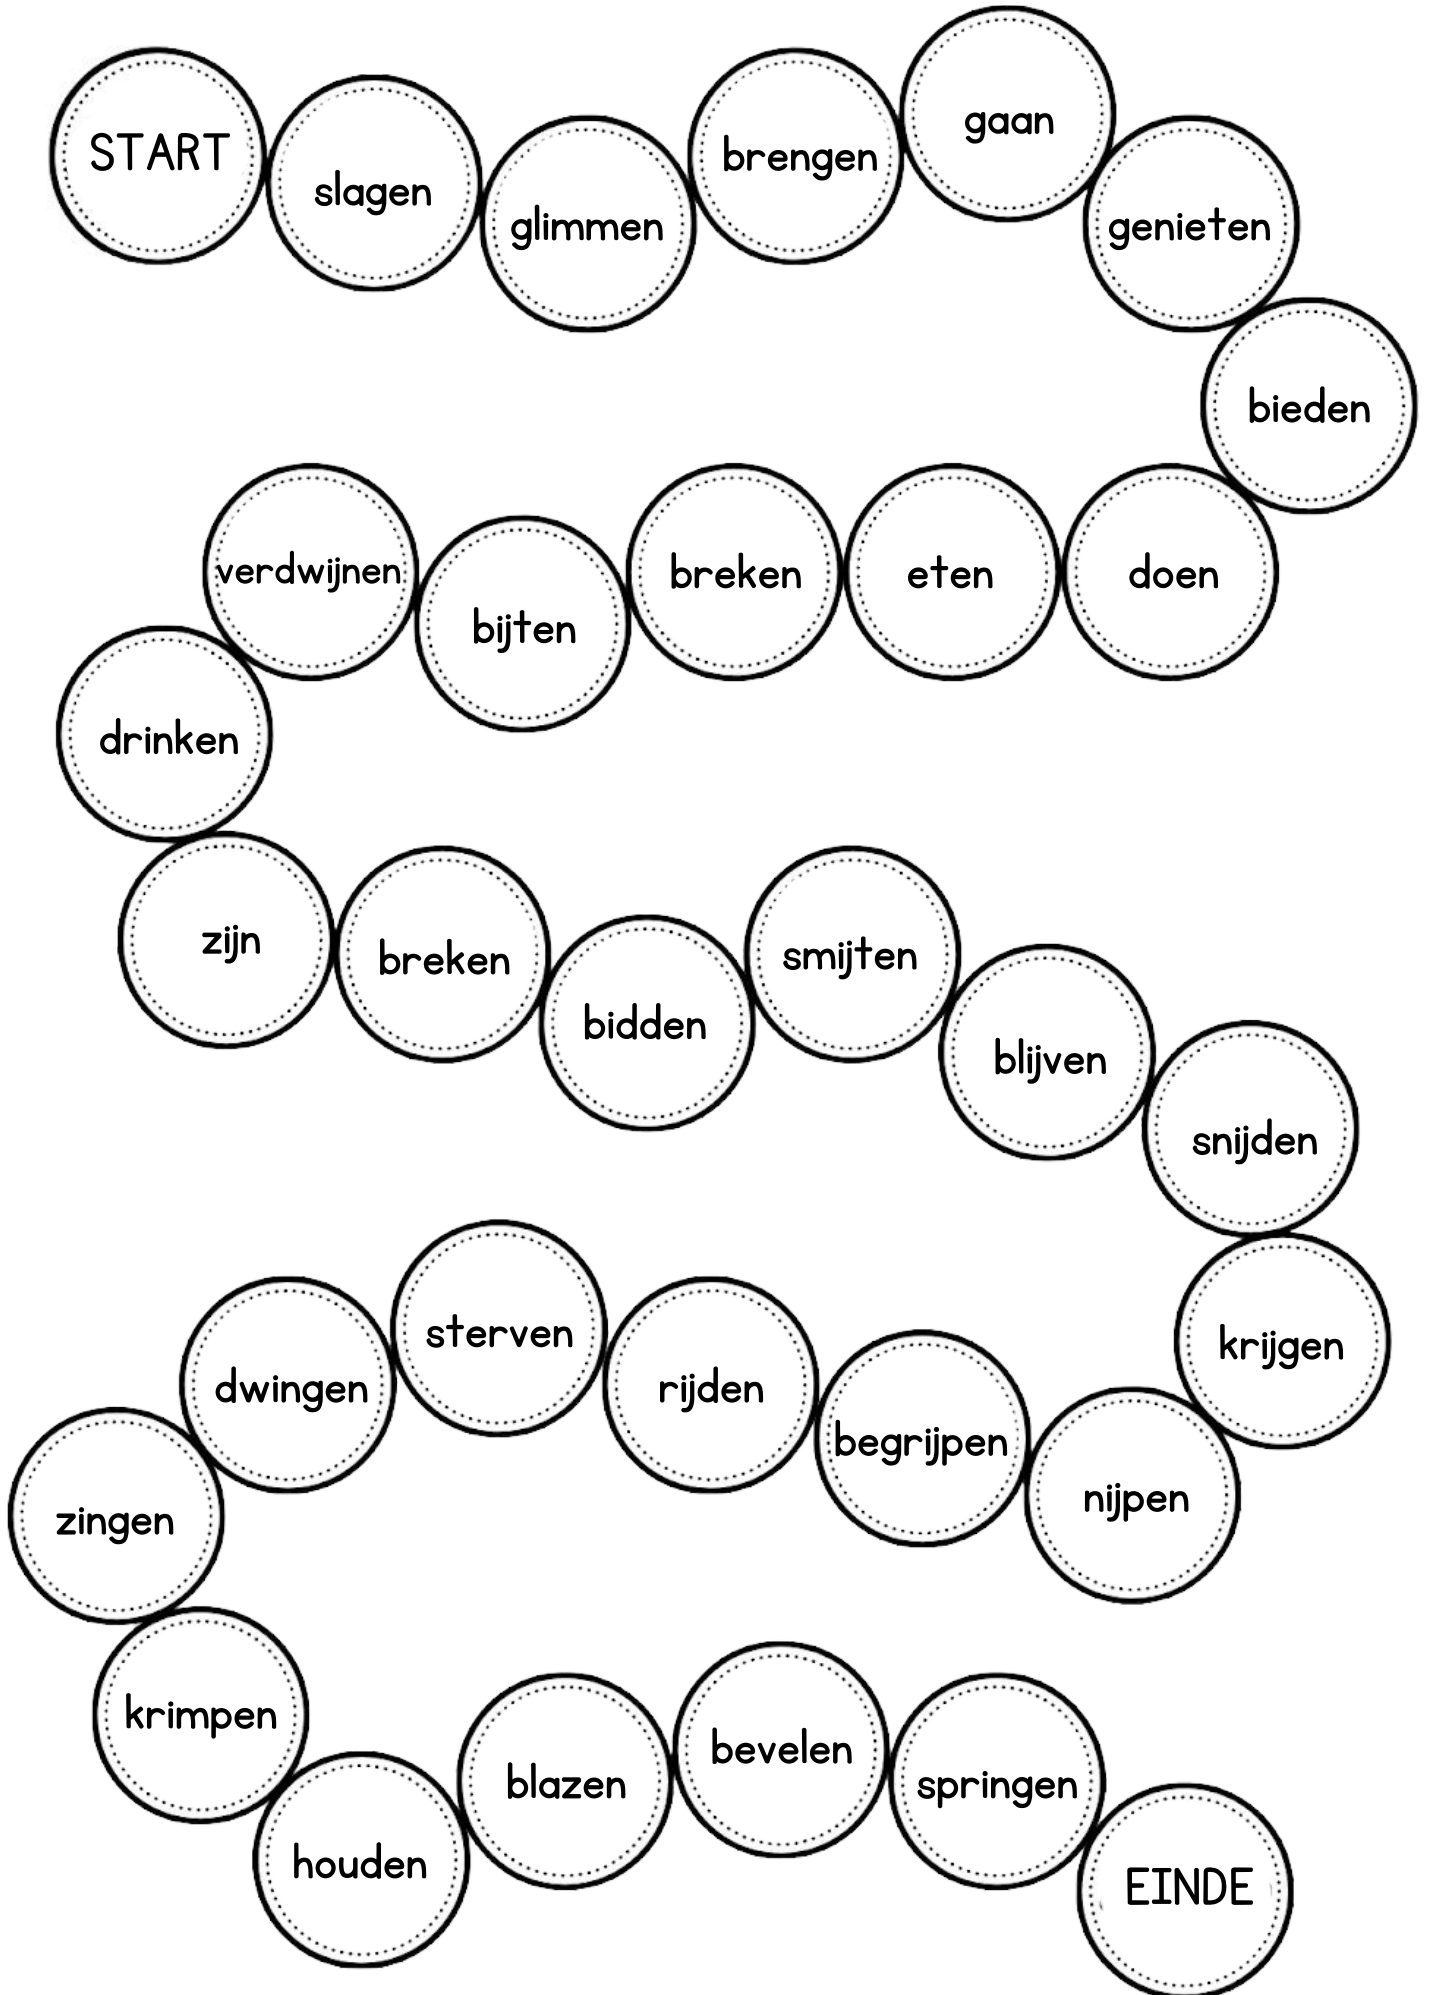 START
slagen
glimmen
brengen
gaan
genieten
bieden
doen
eten
breken
bijten
verdwijnen
drinken
zijn
breken
bidden
smijten
blijven
snijden
krijgen
nijpen
begrijpen
rijden
sterven
dwingen
zingen
krimpen
houden
blazen
bevelen
springen
EINDE